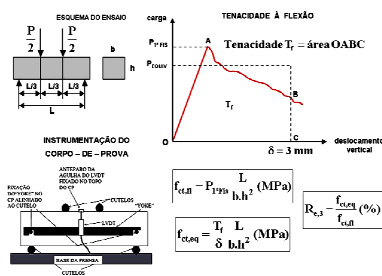 ESQUEMA DO ENSAIO
P/2 P/2
b
h
L/3 L/3 L/3
L
INSTRUMENTAÇÃO DO
CORPO – DE – PROVA
ANTEPARO DA
AGULHA DO LVDT
FIXADO NO TOPO
DO CP
FIXAÇÃO
DO "YOKE" NO
CP ALINHADO
AO CUTELO
CUTELOS
"YOKE"
LVDT
BASE DA PRENSA
CUTELOS
TENACIDADE À FLEXÃO
carga
P1ª FIS
A
Tenacidade Tf = área OABC
Tf
B
O
C
δ = 3 mm
deslocamento
vertical
fct,fl = P1ªFis L/b.h² (MPa)
fct,eq = Tf/δ L/b.h² (MPa)
Re,3 = fct,eq/fct,fl (%)